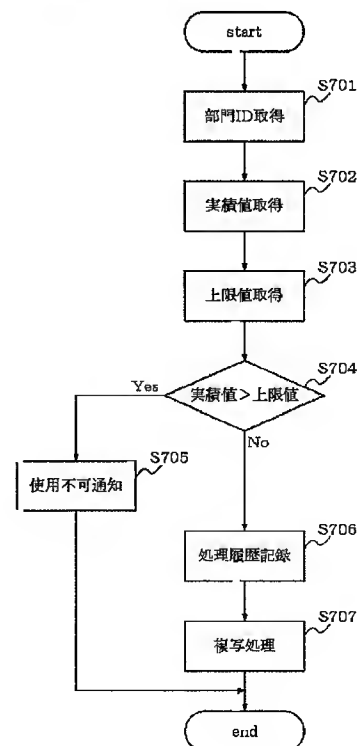 start
S701
部門ID取得
S702
実績値取得
S703
上限値取得
S704
実績値＞上限値
Yes
No
S705
使用不可通知
S706
処理履歴記録
S707
複写処理
end